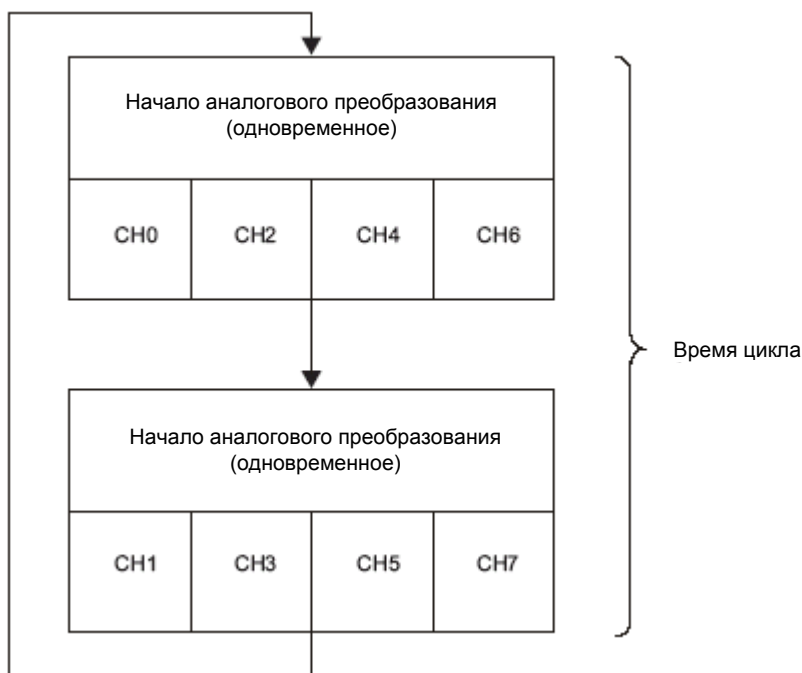 Начало аналогового преобразования
(одновременное)
CH0 CH2 CH4 CH6
Время цикла
Начало аналогового преобразования
(одновременное)
CH1 CH3 CH5 CH7